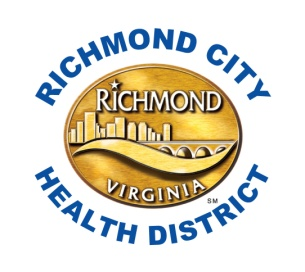 RICHMOND CITY
RICHMOND
VIRGINIA
SM
HEALTH DISTRICT